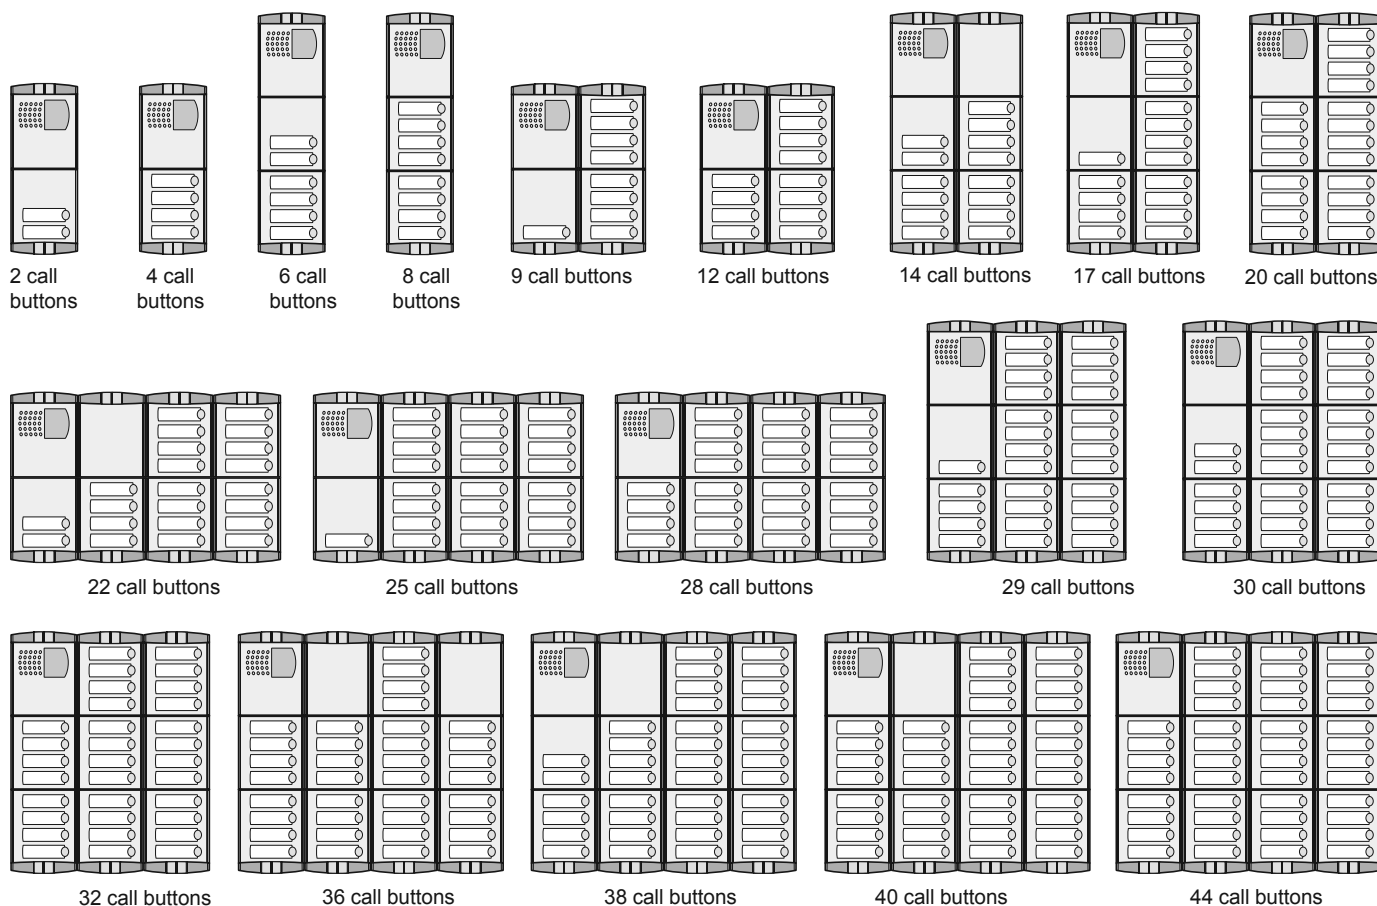 2 call
buttons
4 call
buttons
6 call
buttons
8 call
buttons
9 call buttons
12 call buttons
14 call buttons
17 call buttons
20 call buttons
22 call buttons
25 call buttons
28 call buttons
29 call buttons
30 call buttons
32 call buttons
36 call buttons
38 call buttons
40 call buttons
44 call buttons